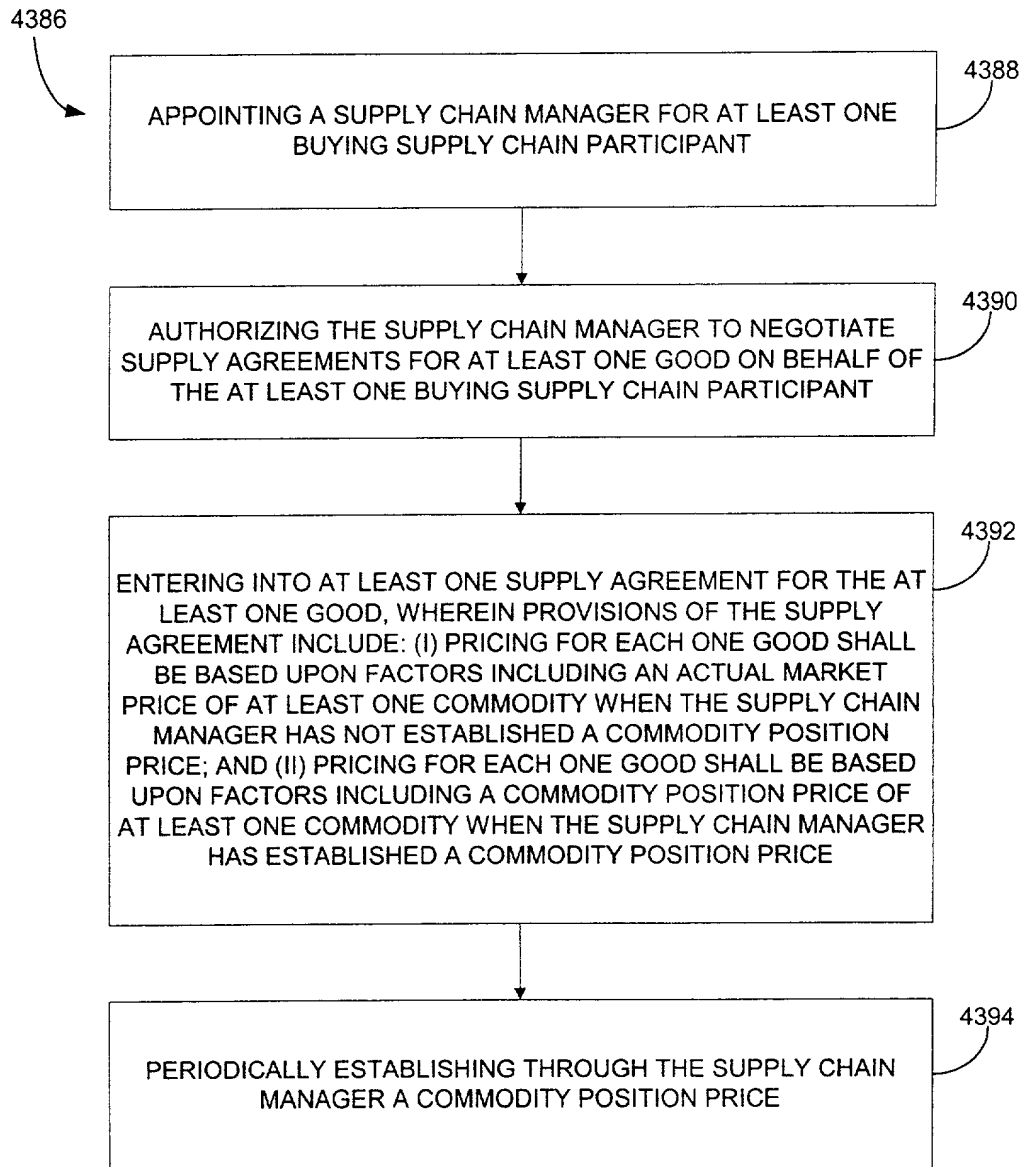 4386
4388
APPOINTING A SUPPLY CHAIN MANAGER FOR AT LEAST ONE
BUYING SUPPLY CHAIN PARTICIPANT
4390
AUTHORIZING THE SUPPLY CHAIN MANAGER TO NEGOTIATE
SUPPLY AGREEMENTS FOR AT LEAST ONE GOOD ON BEHALF OF
THE AT LEAST ONE BUYING SUPPLY CHAIN PARTICIPANT
4392
ENTERING INTO AT LEAST ONE SUPPLY AGREEMENT FOR THE AT
LEAST ONE GOOD, WHEREIN PROVISIONS OF THE SUPPLY
AGREEMENT INCLUDE: (I) PRICING FOR EACH ONE GOOD SHALL
BE BASED UPON FACTORS INCLUDING AN ACTUAL MARKET
PRICE OF AT LEAST ONE COMMODITY WHEN THE SUPPLY CHAIN
MANAGER HAS NOT ESTABLISHED A COMMODITY POSITION
PRICE; AND (II) PRICING FOR EACH ONE GOOD SHALL BE BASED
UPON FACTORS INCLUDING A COMMODITY POSITION PRICE OF
AT LEAST ONE COMMODITY WHEN THE SUPPLY CHAIN MANAGER
HAS ESTABLISHED A COMMODITY POSITION PRICE
4394
PERIODICALLY ESTABLISHING THROUGH THE SUPPLY CHAIN
MANAGER A COMMODITY POSITION PRICE